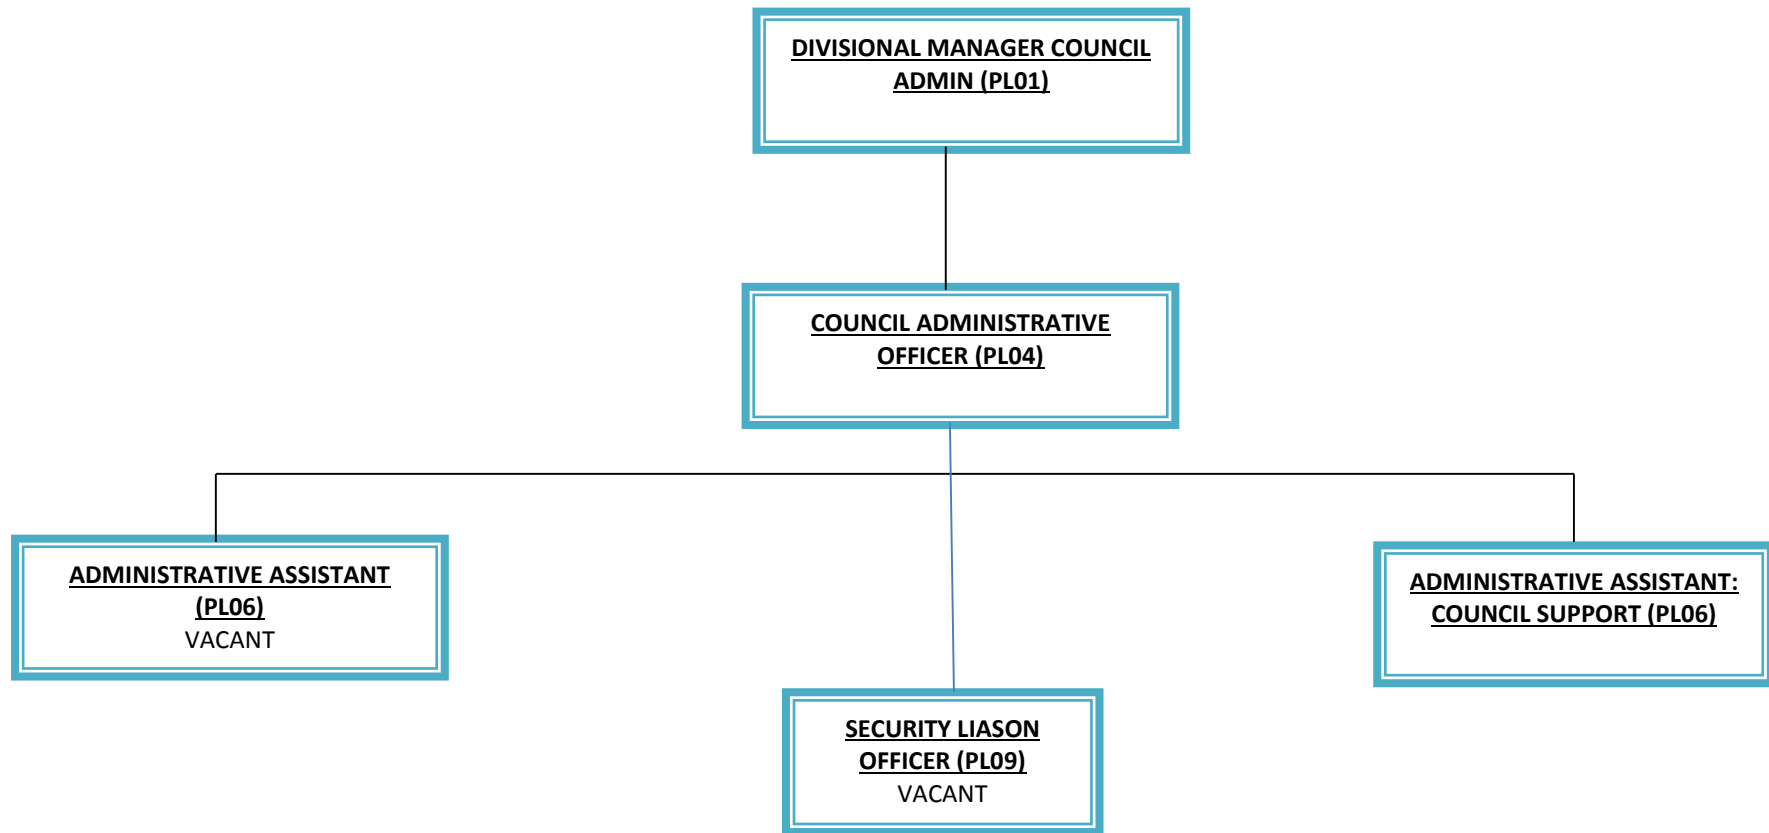 DIVISIONAL MANAGER COUNCIL
ADMIN (PL01)
COUNCIL ADMINISTRATIVE
OFFICER (PL04)
ADMINISTRATIVE ASSISTANT
(PL06)
VACANT
ADMINISTRATIVE ASSISTANT:
COUNCIL SUPPORT (PL06)
SECURITY LIASON
OFFICER (PL09)
VACANT